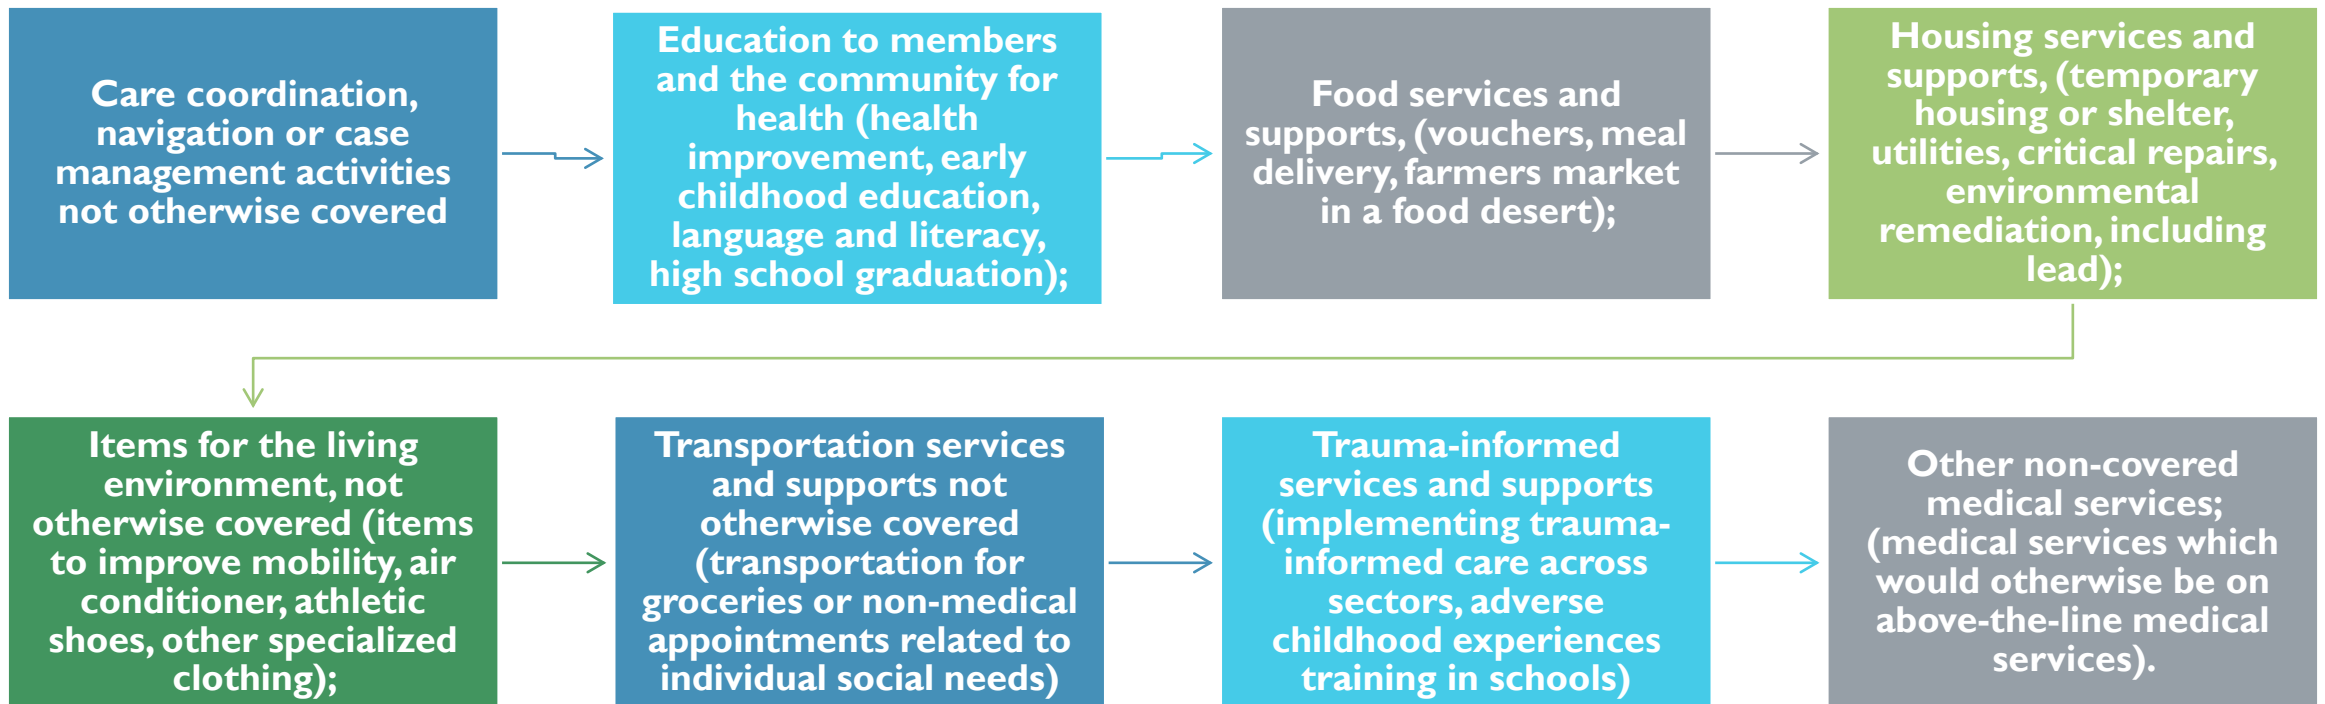 Care coordination,
navigation or case
management activities
not otherwise covered
Education to members
and the community for
health (health
improvement, early
childhood education,
language and literacy,
high school graduation);
Food services and
supports, (vouchers, meal
delivery, farmers market
in a food desert);
Housing services and
supports, (temporary
housing or shelter,
utilities, critical repairs,
environmental
remediation, including
lead);
Items for the living
environment, not
otherwise covered (items
to improve mobility, air
conditioner, athletic
shoes, other specialized
clothing);
Transportation services
and supports not
otherwise covered
(transportation for
groceries or non-medical
appointments related to
individual social needs)
Trauma-informed
services and supports
(implementing trauma-
informed care across
sectors, adverse
childhood experiences
training in schools)
Other non-covered
medical services;
(medical services which
would otherwise be on
above-the-line medical
services).